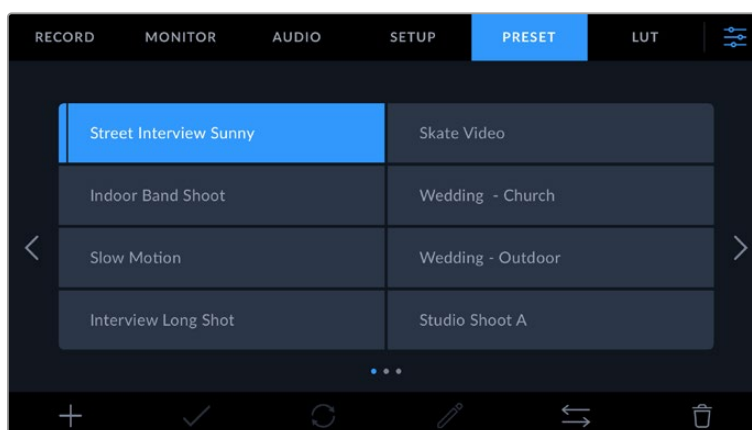 RECORD MONITOR AUDIO SETUP PRESET LUT
Street Interview Sunny Skate Video
Indoor Band Shoot Wedding - Church
Slow Motion Wedding - Outdoor
Interview Long Shot Studio Shoot A